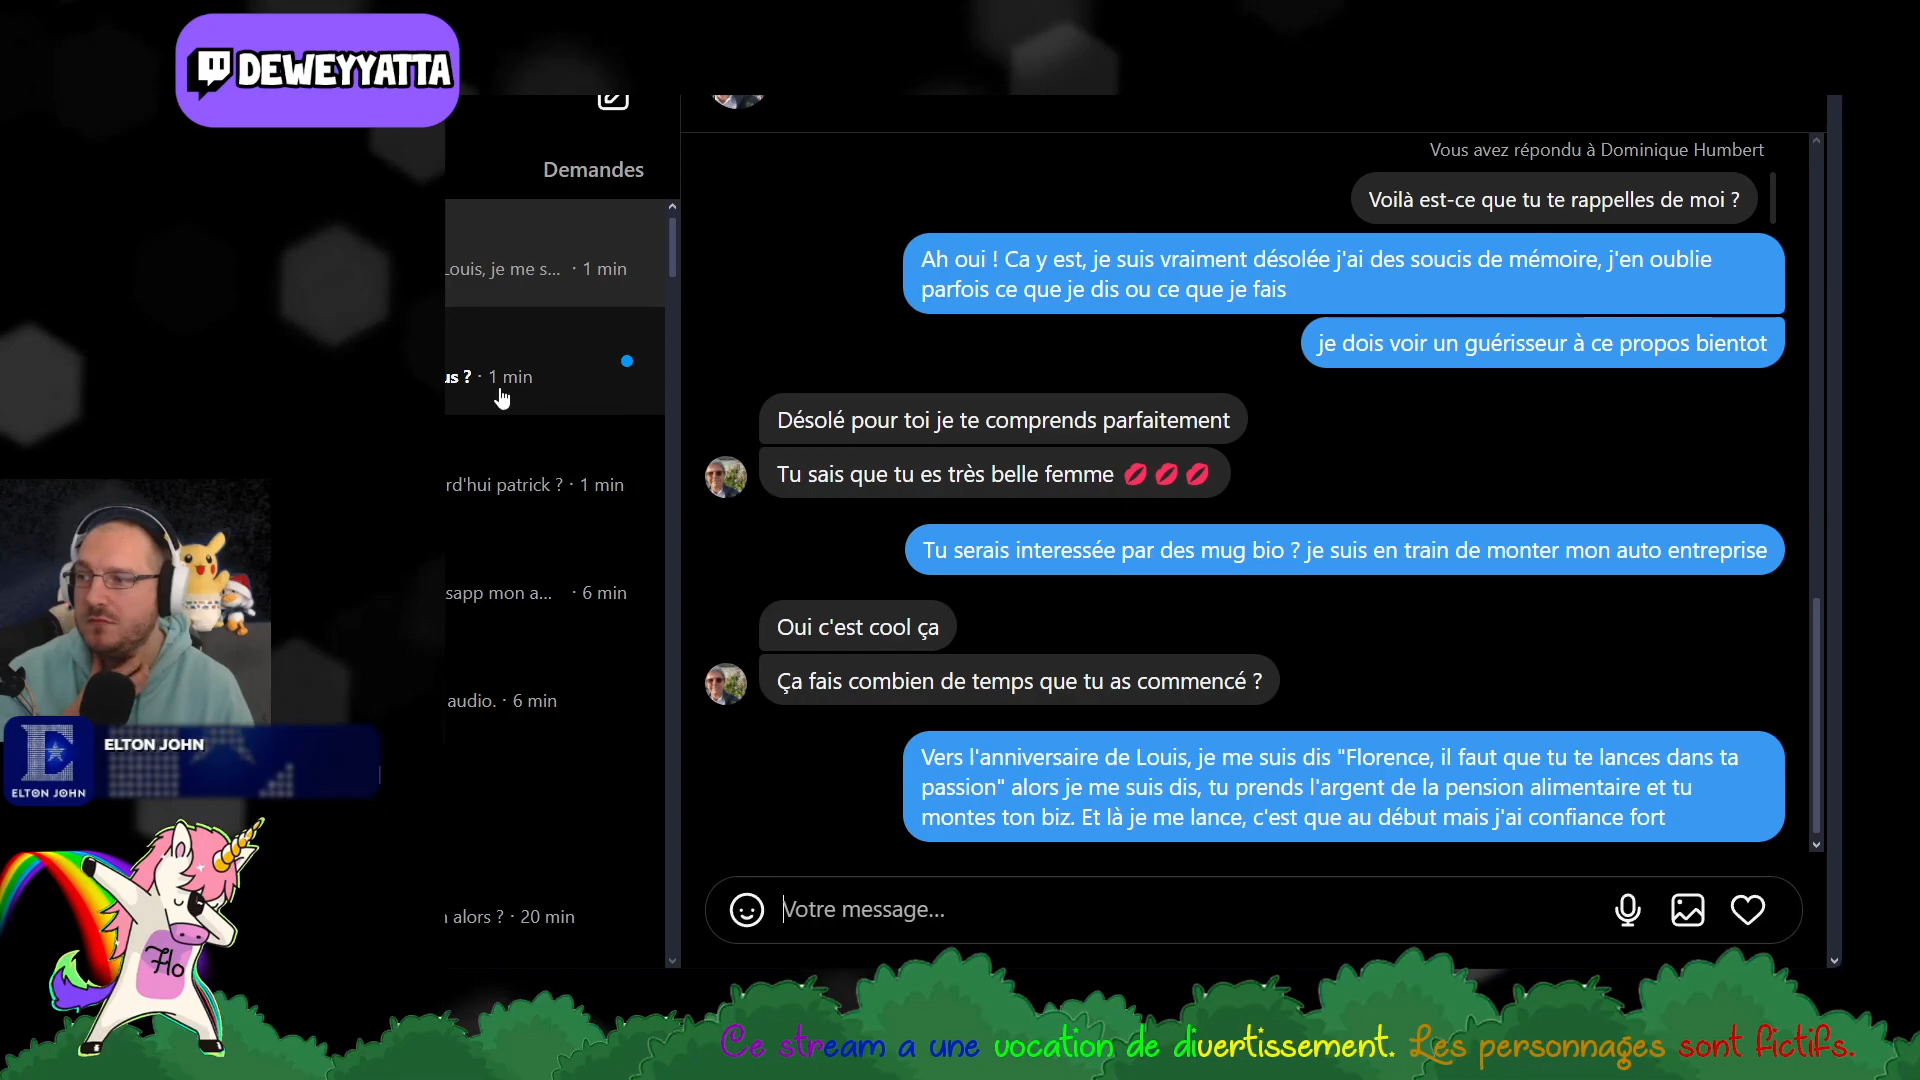 DEWEYYATTA
Demandes
Louis, je me s... · 1 min
us ? · 1 min
rd'hui patrick ? · 1 min
sapp mon a... · 6 min
audio. · 6 min
alors ? · 20 min
Vous avez répondu à Dominique Humbert
Voilà est-ce que tu te rappelles de moi ?
Ah oui ! Ca y est, je suis vraiment désolée j'ai des soucis de mémoire, j'en oublie
parfois ce que je dis ou ce que je fais
je dois voir un guérisseur à ce propos bientot
Désolé pour toi je te comprends parfaitement
Tu sais que tu es très belle femme 💋 💋 💋
Tu serais interessée par des mug bio ? je suis en train de monter mon auto entreprise
Oui c'est cool ça
Ça fais combien de temps que tu as commencé ?
Vers l'anniversaire de Louis, je me suis dis "Florence, il faut que tu te lances dans ta
passion" alors je me suis dis, tu prends l'argent de la pension alimentaire et tu
montes ton biz. Et là je me lance, c'est que au début mais j'ai confiance fort
Votre message...
ELTON JOHN
E
ELTON JOHN
Flo
Ce stream a une vocation de divertissement. Les personnages sont fictifs.